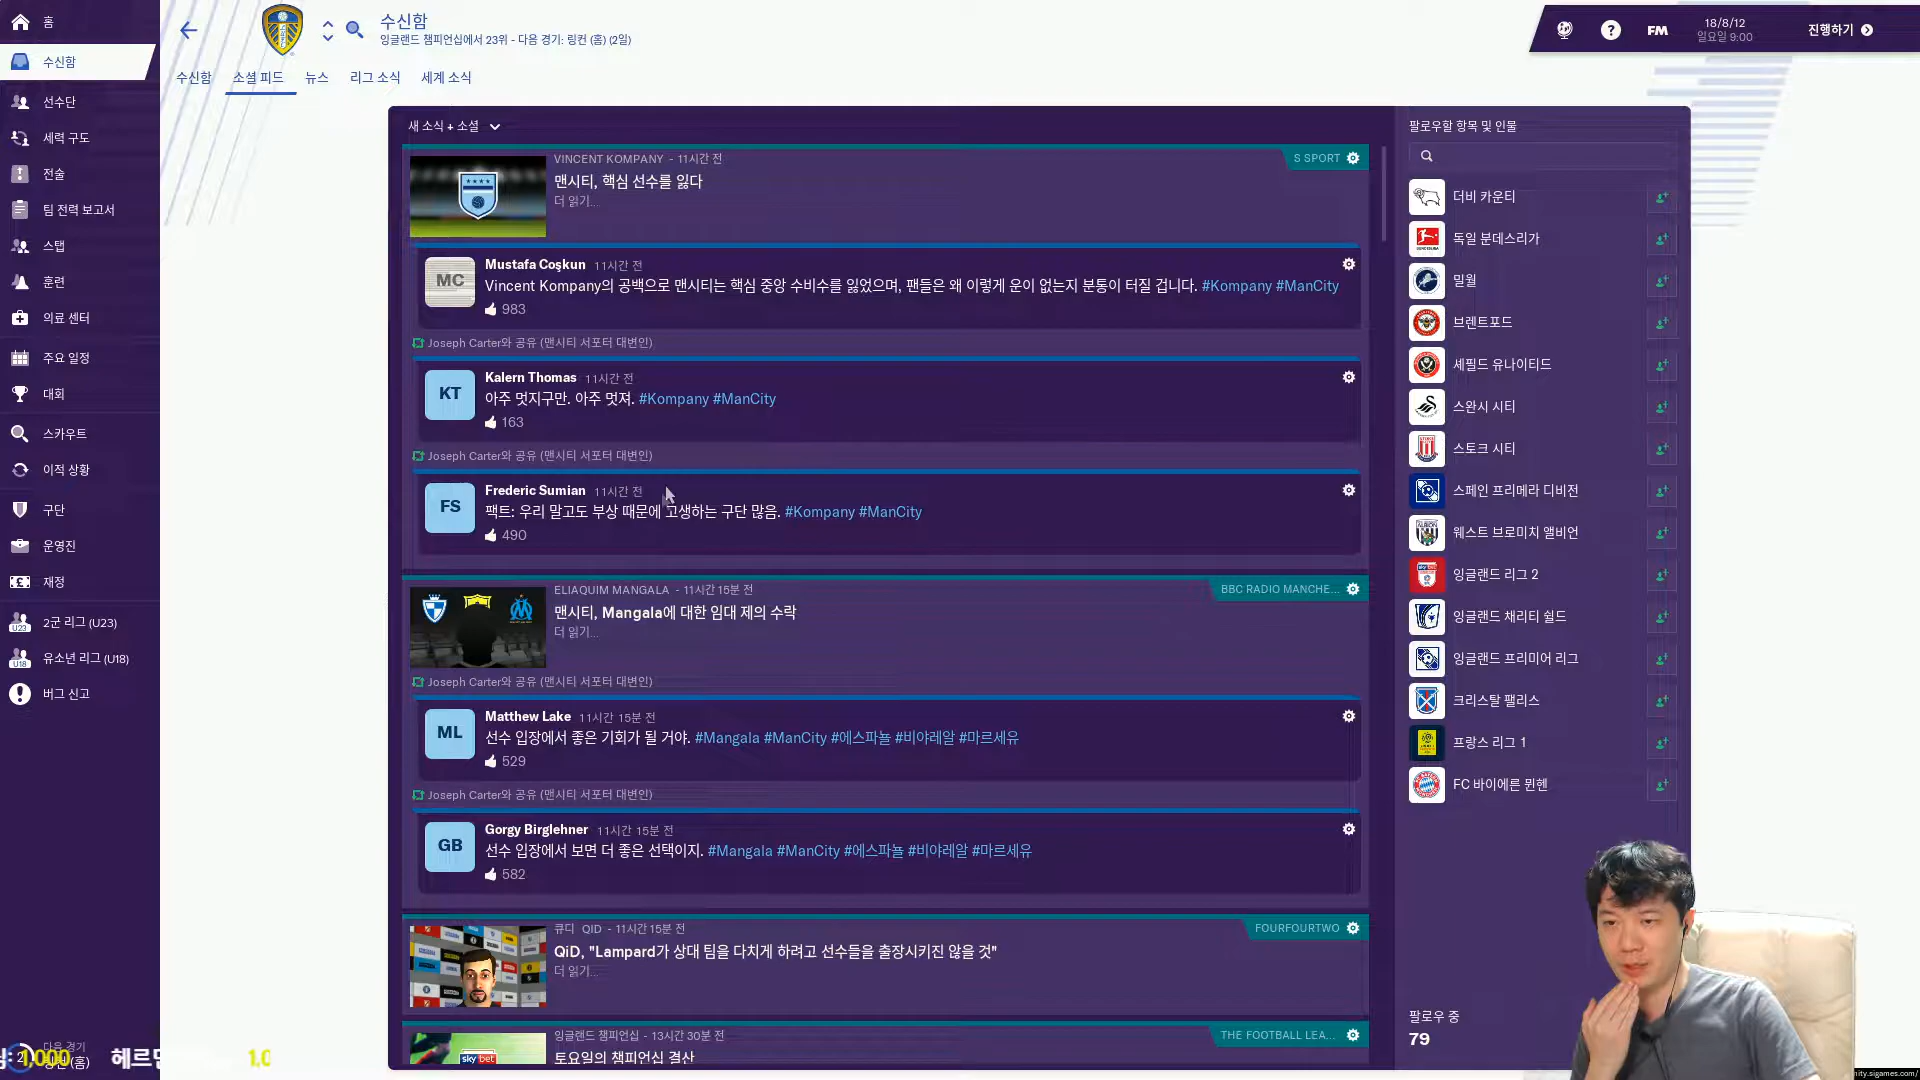 홈
수신함
선수단
세력 구도
전술
팀 전력 보고서
스탭
훈련
의료 센터
주요 일정
대회
스카우트
이적 상황
구단
운영진
재정
2군 리그 (U23)
유소년 리그 (U18)
버그 신고
다음 경기
수신함
잉글랜드 챔피언십에서 23위 - 다음 경기: 링컨 (홈) (2일)
수신함 소셜 피드 뉴스 리그 소식 세계 소식
FM
18/8/12
일요일 9:00
진행하기
새 소식 + 소셜
VINCENT KOMPANY - 11시간 전
S SPORT
맨시티, 핵심 선수를 잃다
더 읽기...
MC
Mustafa Coşkun 11시간 전
Vincent Kompany의 공백으로 맨시티는 핵심 중앙 수비수를 잃었으며, 팬들은 왜 이렇게 운이 없는지 분통이 터질 겁니다. #Kompany #ManCity
983
Joseph Carter와 공유 (맨시티 서포터 대변인)
KT
Kalern Thomas 11시간 전
아주 멋지구만. 아주 멋져. #Kompany #ManCity
163
Joseph Carter와 공유 (맨시티 서포터 대변인)
FS
Frederic Sumian 11시간 전
팩트: 우리 말고도 부상 때문에 고생하는 구단 많음. #Kompany #ManCity
490
ELIAQUIM MANGALA - 11시간 15분 전
BBC RADIO MANCHE...
맨시티, Mangala에 대한 임대 제의 수락
더 읽기...
Joseph Carter와 공유 (맨시티 서포터 대변인)
ML
Matthew Lake 11시간 15분 전
선수 입장에서 좋은 기회가 될 거야. #Mangala #ManCity #에스파뇰 #비야레알 #마르세유
529
Joseph Carter와 공유 (맨시티 서포터 대변인)
GB
Gorgy Birglehner 11시간 15분 전
선수 입장에서 보면 더 좋은 선택이지. #Mangala #ManCity #에스파뇰 #비야레알 #마르세유
582
큐디 QID - 11시간 15분 전
FOURFOURTWO
QiD, "Lampard가 상대 팀을 다치게 하려고 선수들을 출장시키진 않을 것"
더 읽기...
잉글랜드 챔피언십 - 13시간 30분 전
THE FOOTBALL LEA...
sky bet
토요일의 챔피언십 결산
팔로우할 항목 및 인물
더비 카운티
독일 분데스리가
밀월
브렌트포드
셰필드 유나이티드
스완시 시티
스토크 시티
스페인 프리메라 디비전
웨스트 브로미치 앨비언
잉글랜드 리그 2
잉글랜드 채리티 쉴드
잉글랜드 프리미어 리그
크리스탈 팰리스
프랑스 리그 1
FC 바이에른 뮌헨
팔로우 중
79